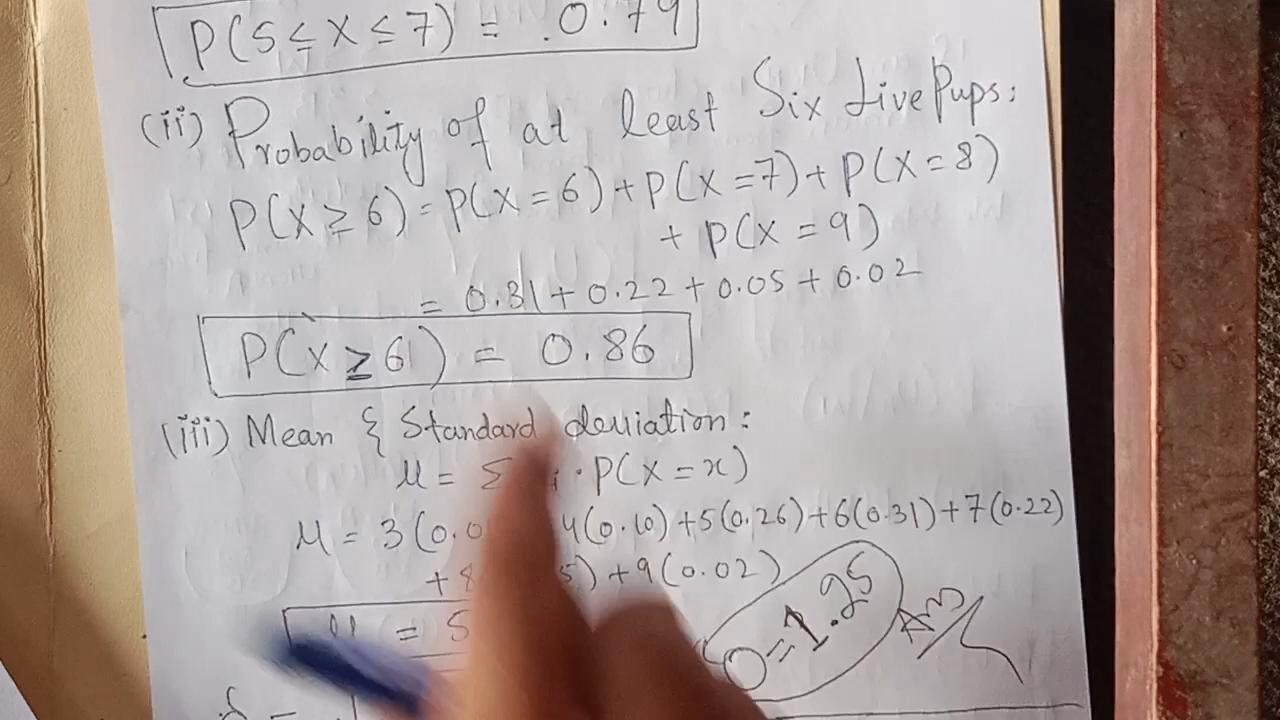 P(5 ≤ X ≤ 7) = .0.79
(ii) Probability of at least Six Live Pups:
P(X ≥ 6) = P(X = 6) + P(X = 7) + P(X = 8)
+ P(X = 9)
= 0.31 + 0.22 + 0.05 + 0.02
P(X ≥ 6) = 0.86
(iii) Mean & Standard deviation:
μ = Σ · P(X = x)
μ = 3(0.0 4(0.10) + 5(0.26) + 6(0.31) + 7(0.22)
+ 8 5) + 9(0.02)
μ = 5
σ = 1.25 Ans